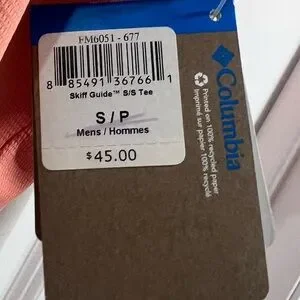 FM6051 - 677
8 85491 36766 1
Skiff Guide™ S/S Tee
S / P
Mens / Hommes
$45.00
Columbia
Printed on 100% recycled paper
Imprimé sur papier 100% recyclé